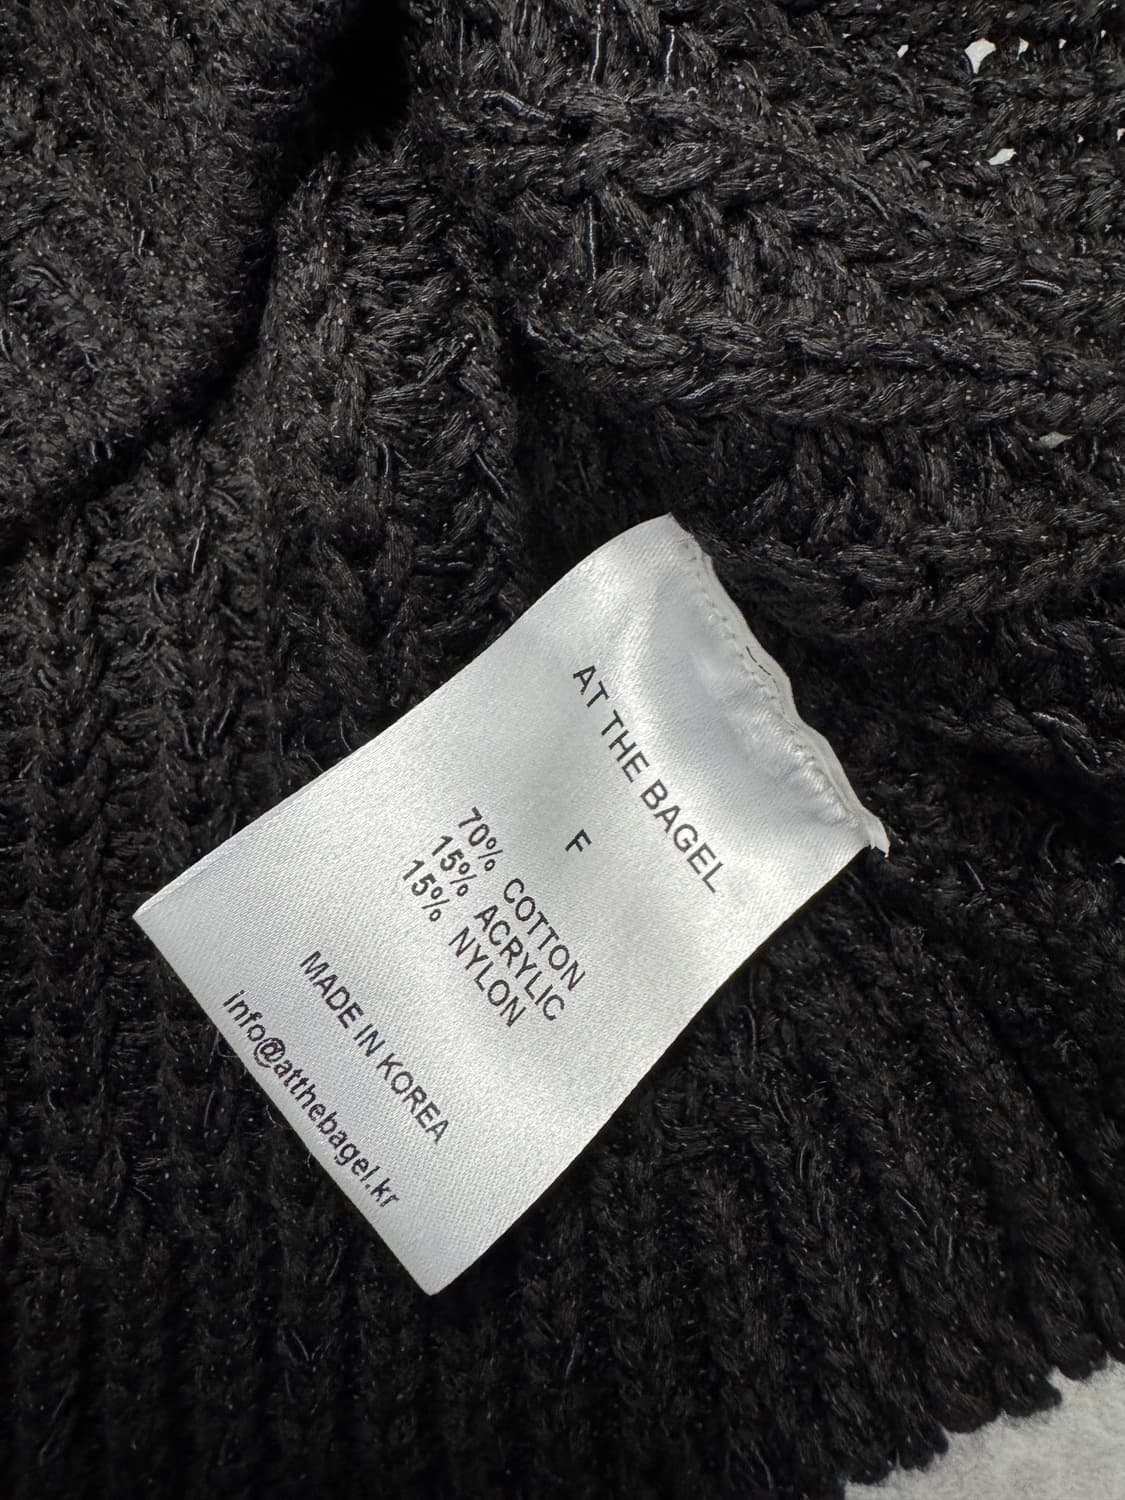 AT THE BAGEL
F
70% COTTON
15% ACRYLIC
15% NYLON
MADE IN KOREA
info@atthebagel.kr